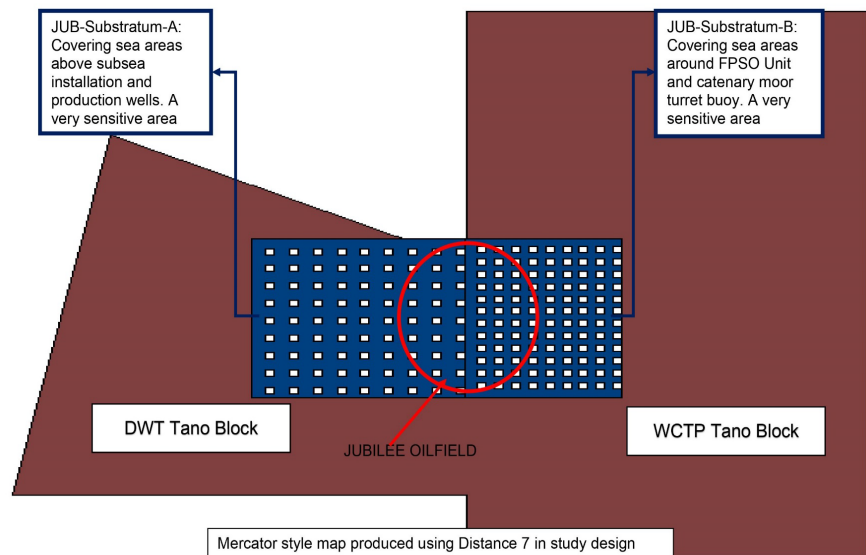 JUB-Substratum-A:
Covering sea areas
above subsea
installation and
production wells. A
very sensitive area
JUB-Substratum-B:
Covering sea areas
around FPSO Unit
and catenary moor
turret buoy. A very
sensitive area
DWT Tano Block
WCTP Tano Block
JUBILEE OILFIELD
Mercator style map produced using Distance 7 in study design